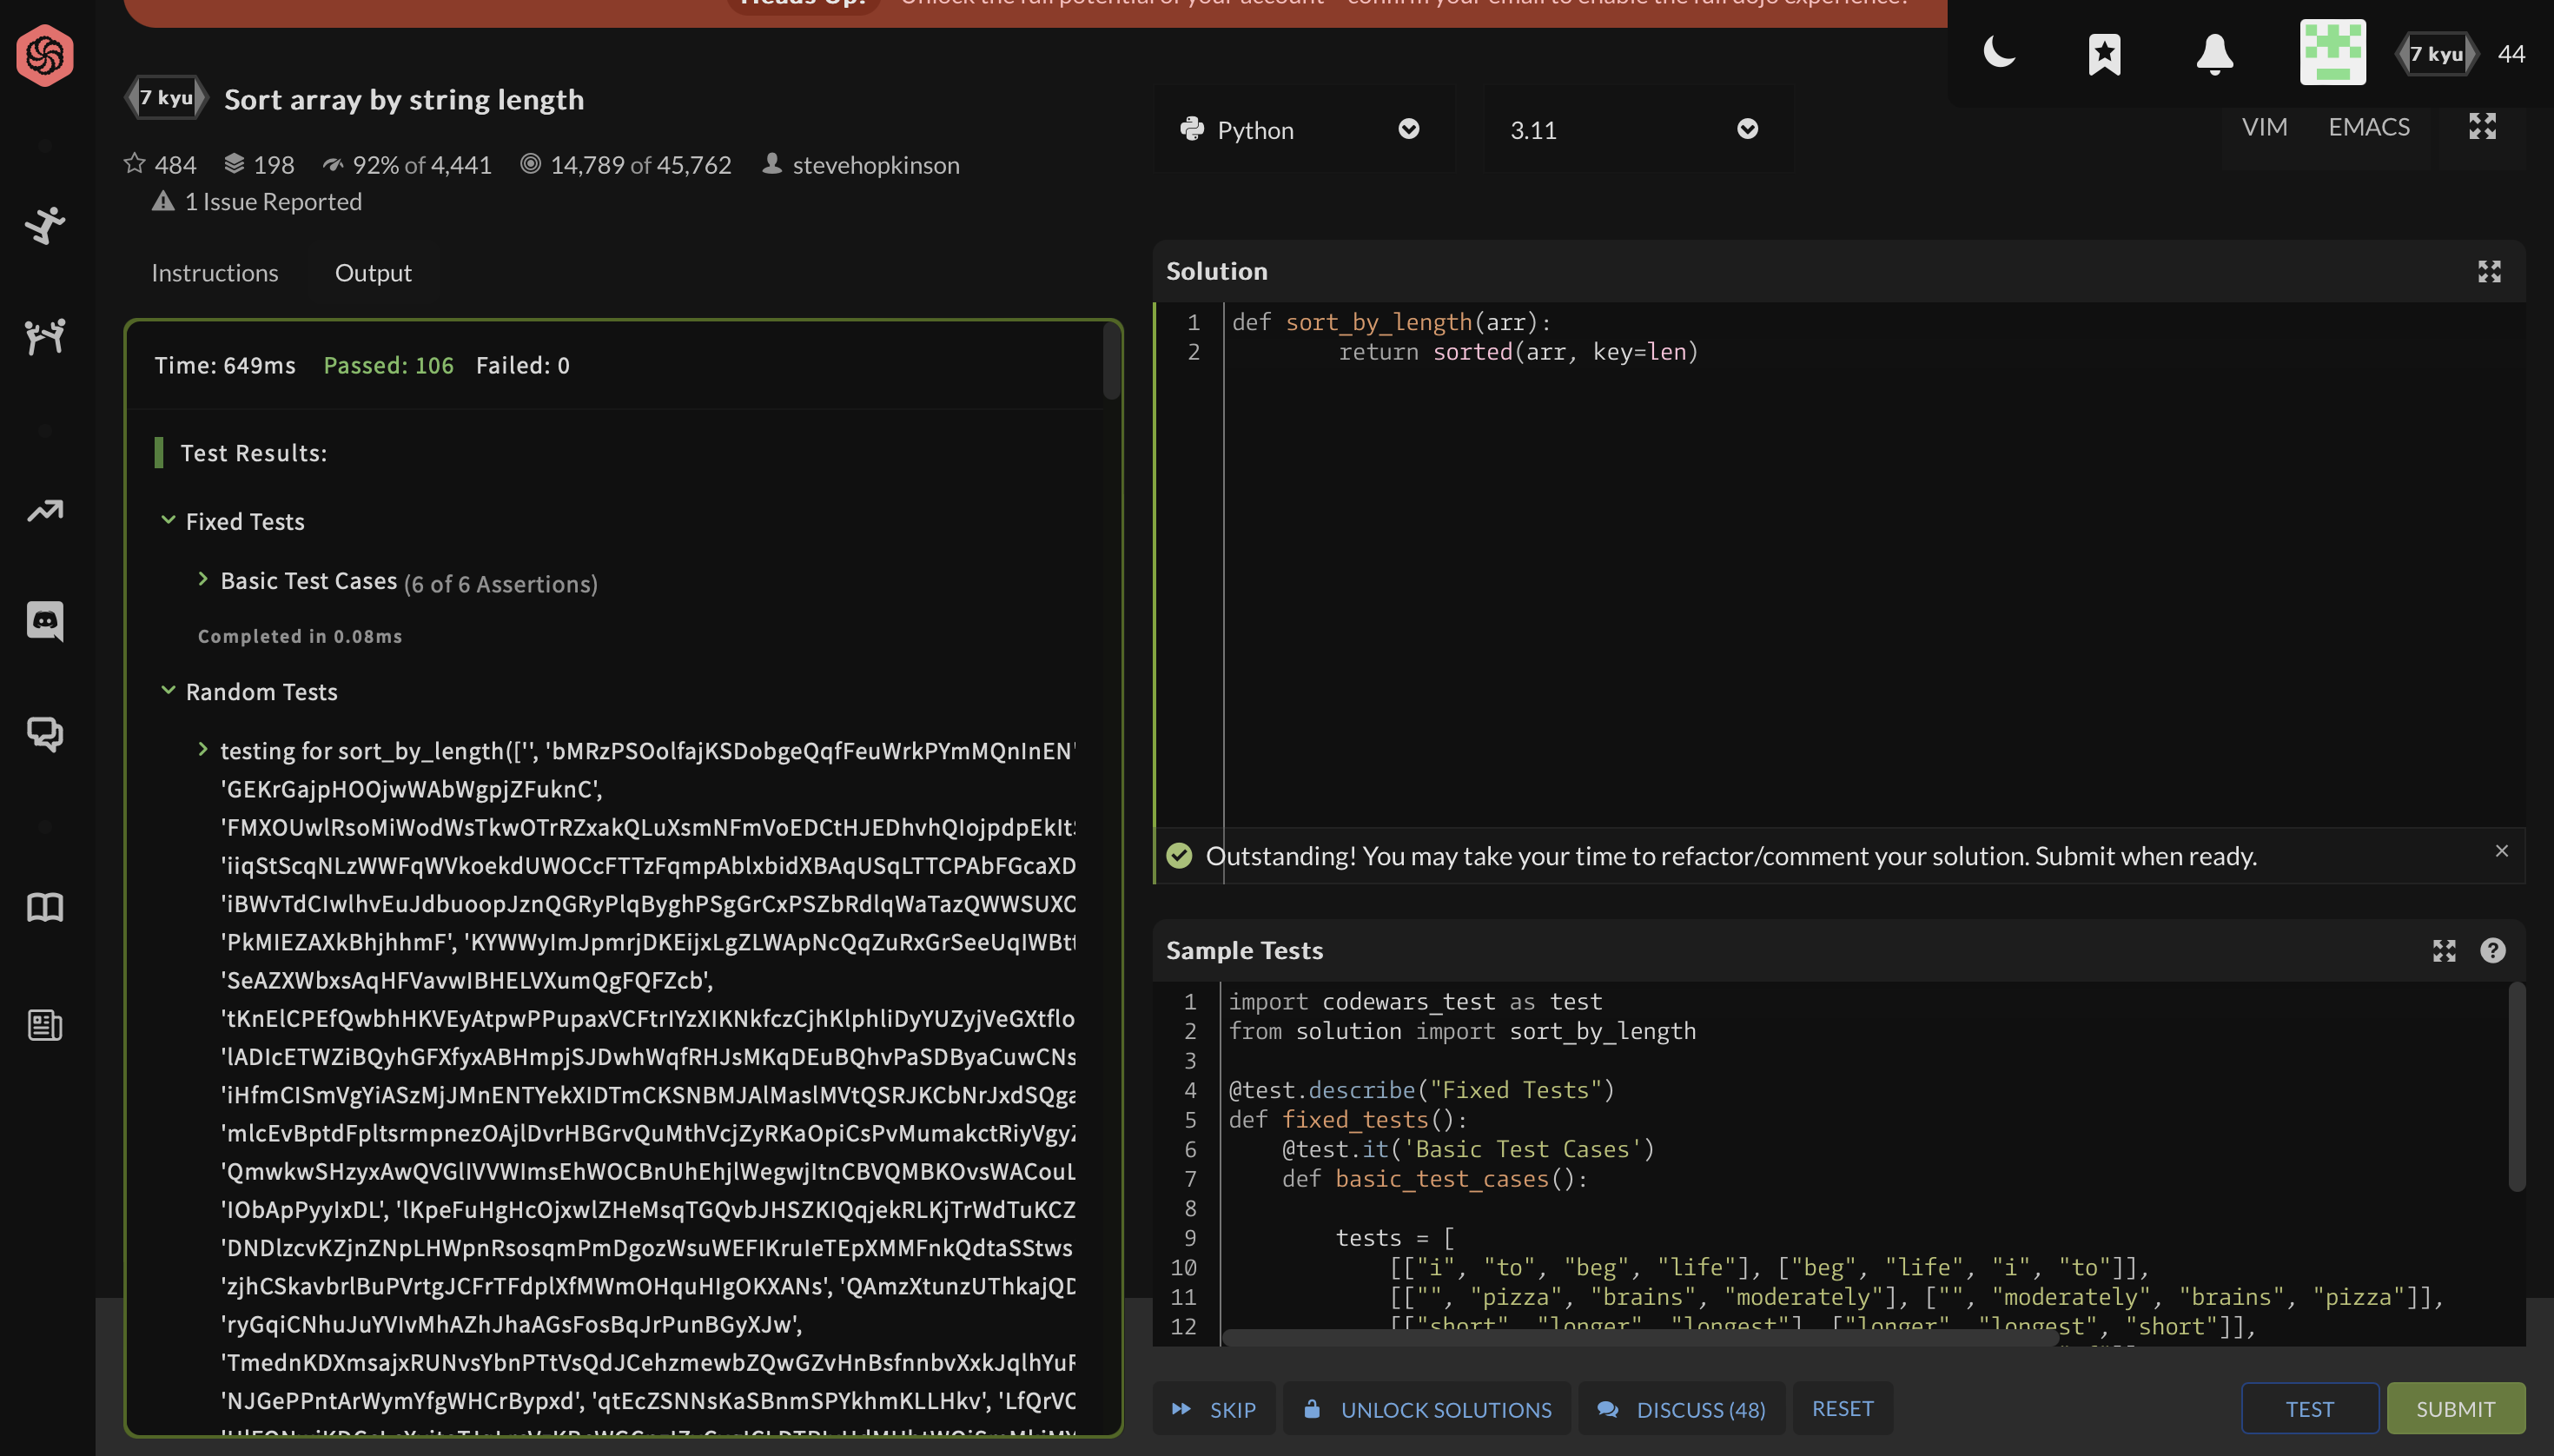 Heads Up! Unlock the full potential of your account - confirm your email to enable the full dojo experience!
7 kyu 44
7 kyu Sort array by string length
484 198 92% of 4,441 14,789 of 45,762 stevehopkinson
1 Issue Reported
Python 3.11 VIM EMACS
Instructions Output
Time: 649ms Passed: 106 Failed: 0
Test Results:
Fixed Tests
Basic Test Cases (6 of 6 Assertions)
Completed in 0.08ms
Random Tests
testing for sort_by_length(['', 'bMRzPSOolfajKSDobgeQqfFeuWrkPYmMQnInEN'
'GEKrGajpHOOjwWAbWgpjZFuknC',
'FMXOUwlRsoMiWodWsTkwOTrRZxakQLuXsmNFmVoEDCtHJEDhvhQIojpdpEkIt
'iiqStScqNLzWWFqWVkoekdUWOCcFTTzFqmpAblxbidXBAqUSqLTTCPAbFGcaXD
'iBWvTdCIwlhvEuJdbuoopJznQGRyPlqByghPSgGrCxPSZbRdlqWaTazQWWSUXC
'PkMIEZAXkBhjhhmF', 'KYWWyImJpmrjDKEijxLgZLWApNcQqZuRxGrSeeUqIWBtt
'SeAZXWbxsAqHFVavwIBHELVXumQgFQFZcb',
'tKnElCPEfQwbhHKVEyAtpwPPupaxVCFtrIYzXIKNkfczCjhKlphliDyYUZyjVeGXtflo
'lADIcETWZiBQyhGFXfyxABHmpjSJDwhWqfRHJsMKqDEuBQhvPaSDByaCuwCNs
'iHfmCISmVgYiASzMjJMnENTYekXIDTmCKSNBMJAlMaslMVtQSRJKCbNrJxdSQga
'mlcEvBptdFpltsrmpnezOAjlDvrHBGrvQuMthVcjZyRKaOpiCsPvMumakctRiyVgyZ
'QmwkwSHzyxAwQVGlIVVWImsEhWOCBnUhEhjlWegwjItnCBVQMBKOvsWACouL
'IObApPyyIxDL', 'lKpeFuHgHcOjxwlZHeMsqTGQvbJHSZKIQqjekRLKjTrWdTuKCZ
'DNDlzcvKZjnZNpLHWpnRsosqmPmDgozWsuWEFIKruIeTEpXMMFnkQdtaSStws
'zjhCSkavbrlBuPVrtgJCFrTFdplXfMWmOHquHIgOKXANs', 'QAmzXtunzUThkajQD
'ryGqiCNhuJuYVIvMhAZhJhaAGsFosBqJrPunBGyXJw',
'TmednKDXmsajxRUNvsYbnPTtVsQdJCehzmewbZQwGZvHnBsfnnbvXxkJqlhYuF
'NJGePPntArWymYfgWHCrBypxd', 'qtEcZSNNsKaSBnmSPYkhmKLLHkv', 'LfQrVC
Solution
1 def sort_by_length(arr):
2 return sorted(arr, key=len)
Outstanding! You may take your time to refactor/comment your solution. Submit when ready.
Sample Tests
1 import codewars_test as test
2 from solution import sort_by_length
3
4 @test.describe("Fixed Tests")
5 def fixed_tests():
6 @test.it('Basic Test Cases')
7 def basic_test_cases():
8
9 tests = [
10 [["i", "to", "beg", "life"], ["beg", "life", "i", "to"]],
11 [["", "pizza", "brains", "moderately"], ["", "moderately", "brains", "pizza"]],
12 [["short", "longer", "longest"], ["longer", "longest", "short"]],
SKIP UNLOCK SOLUTIONS DISCUSS (48) RESET TEST SUBMIT